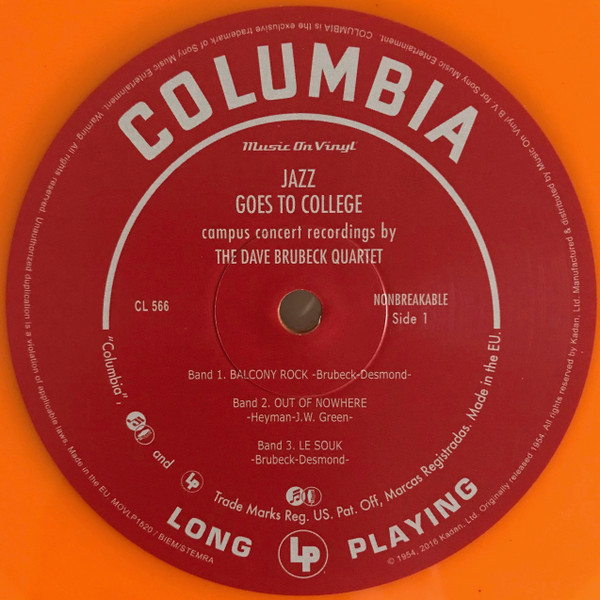 COLUMBIA
Music On Vinyl
JAZZ
GOES TO COLLEGE
campus concert recordings by
THE DAVE BRUBECK QUARTET
CL 566
NONBREAKABLE
Side 1
Band 1. BALCONY ROCK -Brubeck-Desmond-
Band 2. OUT OF NOWHERE
-Heyman-J.W. Green-
Band 3. LE SOUK
-Brubeck-Desmond-
"Columbia", and LP Trade Marks Reg. US. Pat. Off, Marcas Registradas. Made in the EU.
LONG LP PLAYING
COLUMBIA is the exclusive trademark of Sony Music Entertainment. Warning. All rights reserved. Unauthorized duplication is a violation of applicable laws. Made in the EU. MOVLP1620 / BIEM/STEMRA
© 1954, 2016 Kadan, Ltd. Originally released 1954. All rights reserved by Kadan, Ltd. Manufactured & distributed by Music On Vinyl B.V. for Sony Music Entertainment.